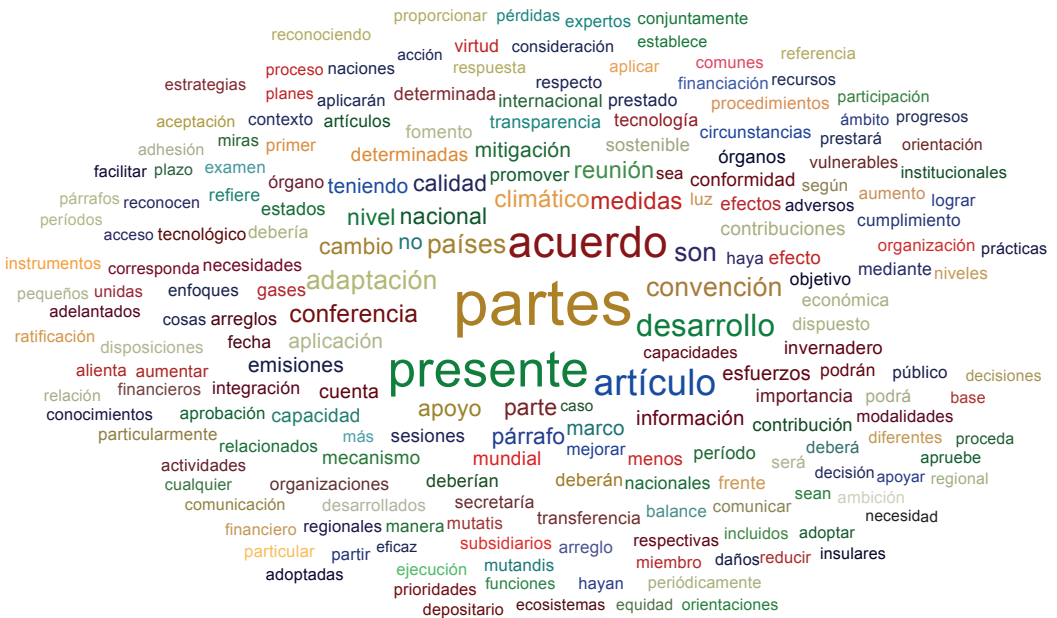 proporcionar pérdidas expertos conjuntamente
reconociendo acción virtud consideración establece
proceso naciones respuesta respecto aplicar comunes referencia
estrategias planes aplicarán determinada internacional prestado financiación recursos
aceptación contexto artículos fomento transparencia tecnología procedimientos participación
adhesión miras primer determinadas mitigación sostenible circunstancias ámbito progresos
facilitar plazo examen órgano teniendo calidad promover reunión sea conformidad órganos prestará orientación
párrafos reconocen refiere estados nivel nacional climático medidas luz efectos adversos según vulnerables institucionales
períodos acceso tecnológico debería cambio no países acuerdo son haya efecto contribuciones aumento lograr cumplimiento
instrumentos corresponda necesidades gases adaptación convención objetivo mediante organización niveles prácticas
pequeños unidas enfoques conferencia partes desarrollo dispuesto económica
adelantados cosas arreglos
ratificación disposiciones fecha aplicación presente capacidades invernadero
alienta aumentar emisiones artículo esfuerzos podrán público decisiones
relación financieros integración cuenta apoyo parte caso información importancia podrá base
conocimientos aprobación capacidad párrafo marco contribución modalidades
particularmente relacionados más sesiones mejorar período deberá diferentes proceda
actividades mecanismo mundial menos será apruebe
cualquier organizaciones deberían deberán nacionales frente decisión apoyar regional
comunicación desarrollados secretaría balance comunicar sean ambición necesidad
financiero regionales manera mutatis transferencia respectivas incluidos adoptar
particular partir eficaz subsidiarios arreglo miembro daños reducir insulares
adoptadas ejecución mutandis
prioridades funciones hayan periódicamente
depositario ecosistemas equidad orientaciones